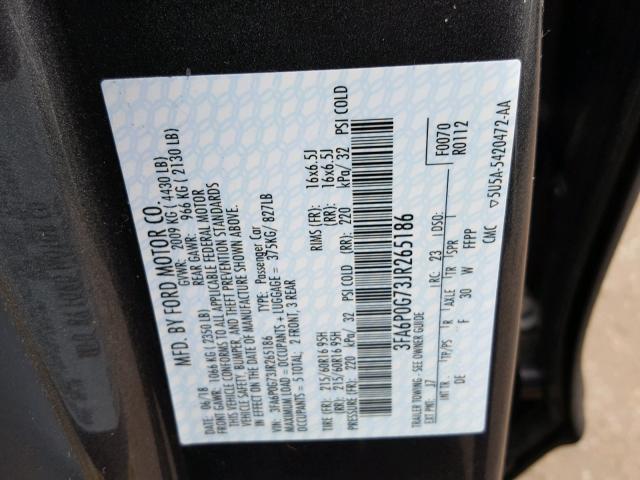 MFD. BY FORD MOTOR CO.
DATE: 06/18 GVWR: 2009 KG ( 4430 LB)
GAWR: 1066 KG ( 2350 LB) REAR GAWR: 966 KG ( 2130 LB)
THIS VEHICLE CONFORMS TO ALL APPLICABLE FEDERAL MOTOR
VEHICLE SAFETY, BUMPER, AND THEFT PREVENTION STANDARDS
IN EFFECT ON THE DATE OF MANUFACTURE SHOWN ABOVE.
VIN: 3FA6P0G73JR265186 TYPE: Passenger Car
MAXIMUM LOAD = OCCUPANTS + LUGGAGE = 375KG/ 827LB
OCCUPANTS = 5 TOTAL: 2 FRONT, 3 REAR
TIRE (FR): 215/60R16 95H RIMS (FR): 16x6.5J
(RR): 215/60R16 95H (RR): 16x6.5J
PRESSURE (FR): 220 kPa/ 32 PSI COLD (RR): 220 kPa/ 32 PSI COLD
3FA6P0G73JR265186
TRAILER TOWING - SEE OWNER GUIDE
EXT PNT: J7 RC: 23 DSO: F0070
R0112
INT TR TP/PS R AXLE TR SPR
DE F 30 W FFPP
CMC ▽5U5A-5420472-AA